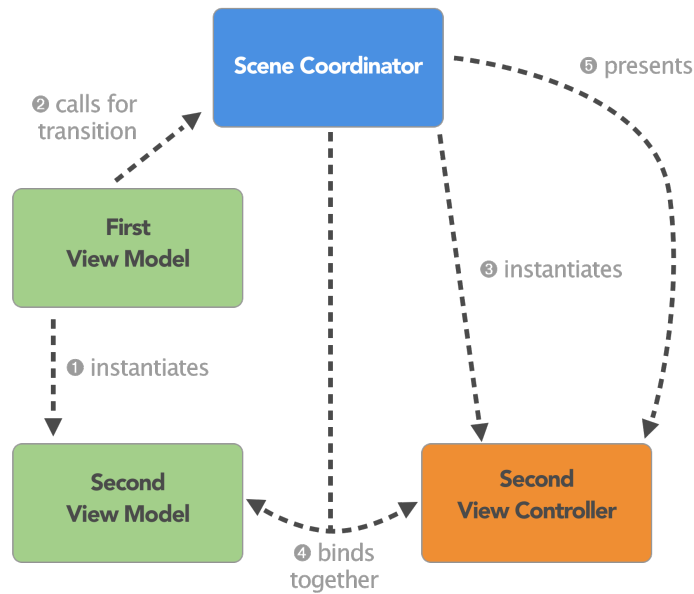 Scene Coordinator
❺ presents
❷ calls for
transition
First
View Model
❸ instantiates
❶ instantiates
Second
View Model
Second
View Controller
❹ binds
together